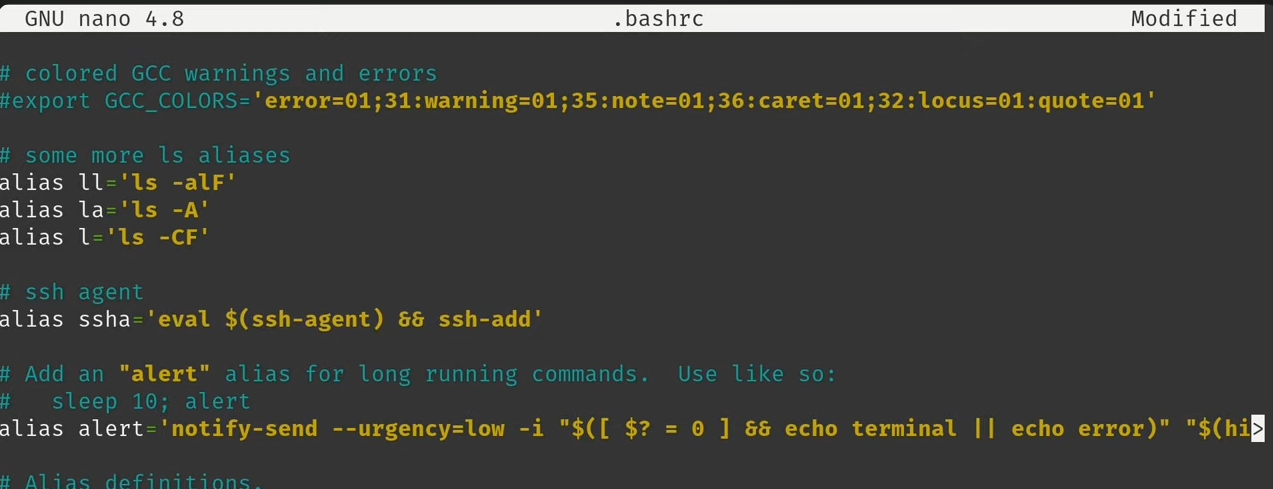 GNU nano 4.8 .bashrc Modified
# colored GCC warnings and errors
#export GCC_COLORS='error=01;31:warning=01;35:note=01;36:caret=01;32:locus=01:quote=01'
# some more ls aliases
alias ll='ls -alF'
alias la='ls -A'
alias l='ls -CF'
# ssh agent
alias ssha='eval $(ssh-agent) && ssh-add'
# Add an "alert" alias for long running commands.  Use like so:
#   sleep 10; alert
alias alert='notify-send --urgency=low -i "$([ $? = 0 ] && echo terminal || echo error)" "$(hi>
# Alias definitions.